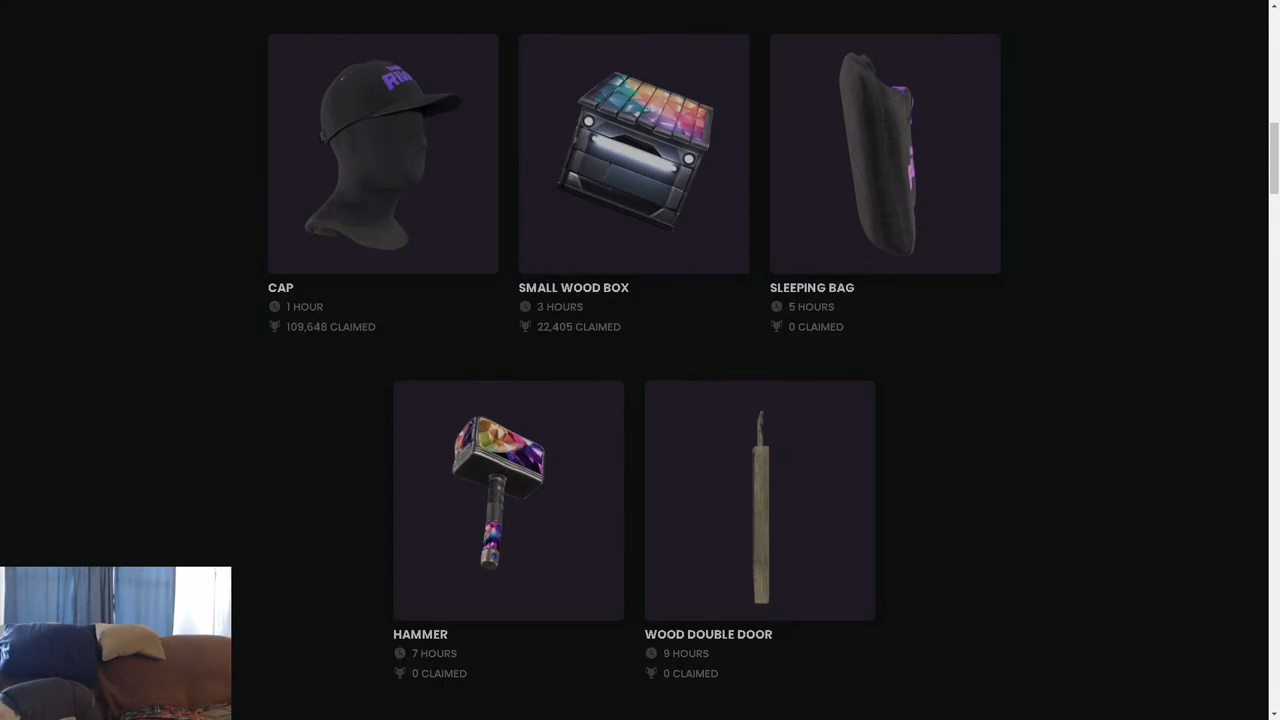 CAP
1 HOUR
109,648 CLAIMED
SMALL WOOD BOX
3 HOURS
22,405 CLAIMED
SLEEPING BAG
5 HOURS
0 CLAIMED
HAMMER
7 HOURS
0 CLAIMED
WOOD DOUBLE DOOR
9 HOURS
0 CLAIMED